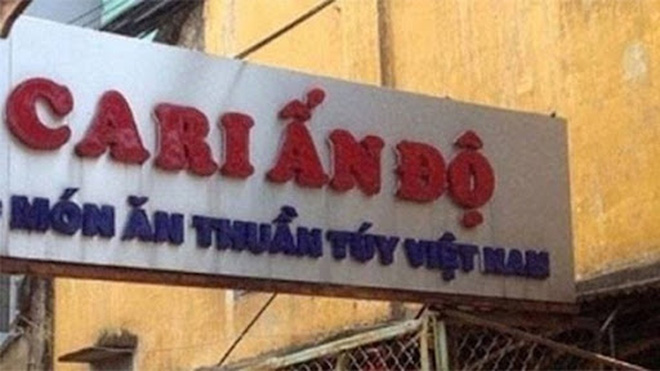 CARI ẤN ĐỘ
MÓN ĂN THUẦN TÚY VIỆT NAM